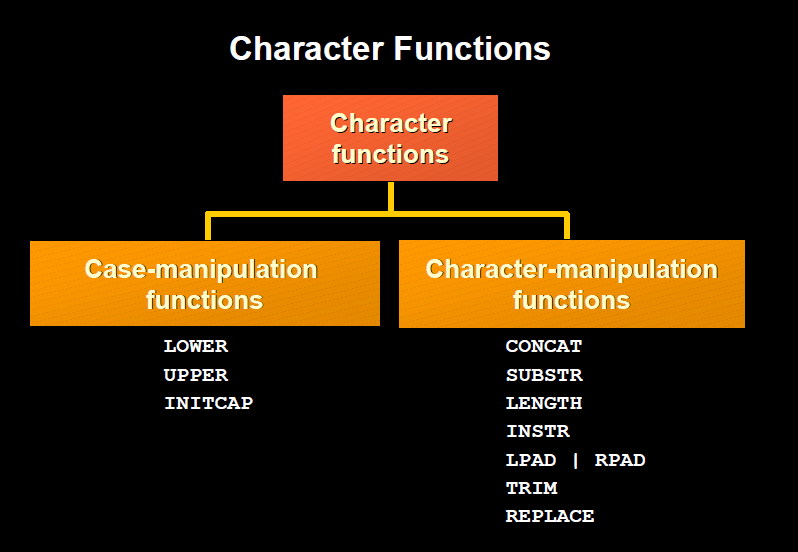 Character Functions
Character
functions
Case-manipulation
functions
LOWER
UPPER
INITCAP
Character-manipulation
functions
CONCAT
SUBSTR
LENGTH
INSTR
LPAD | RPAD
TRIM
REPLACE